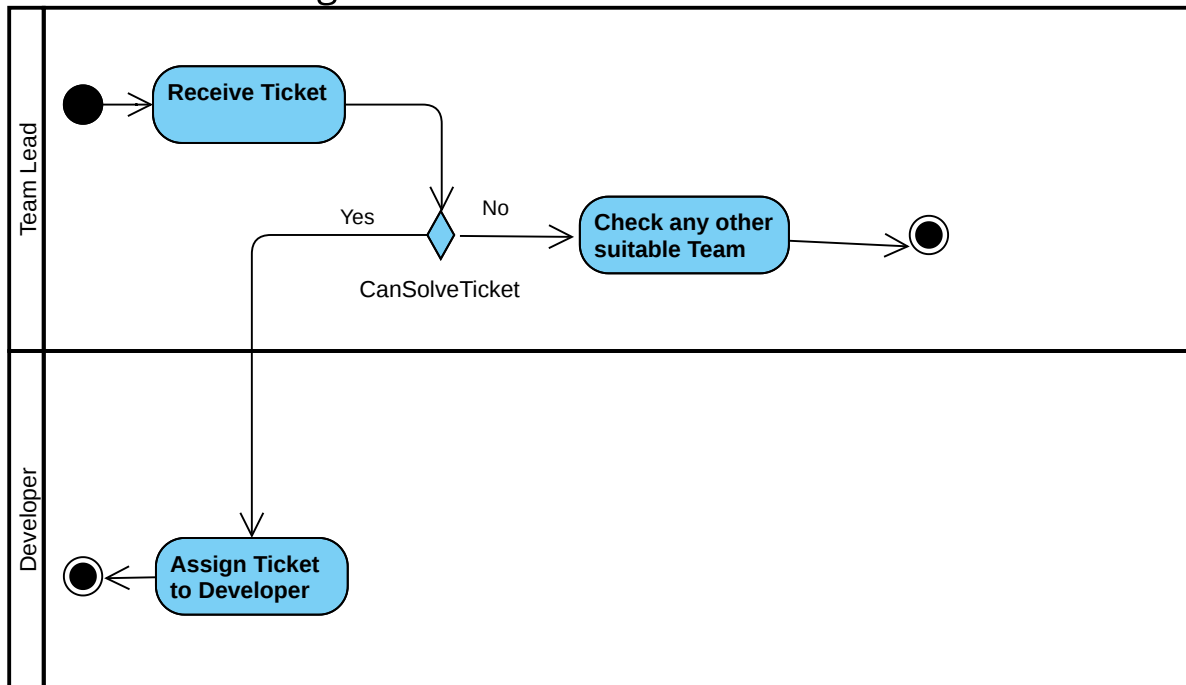 Team Lead
Receive Ticket
Yes
No
Check any other
suitable Team
CanSolveTicket
Developer
Assign Ticket
to Developer